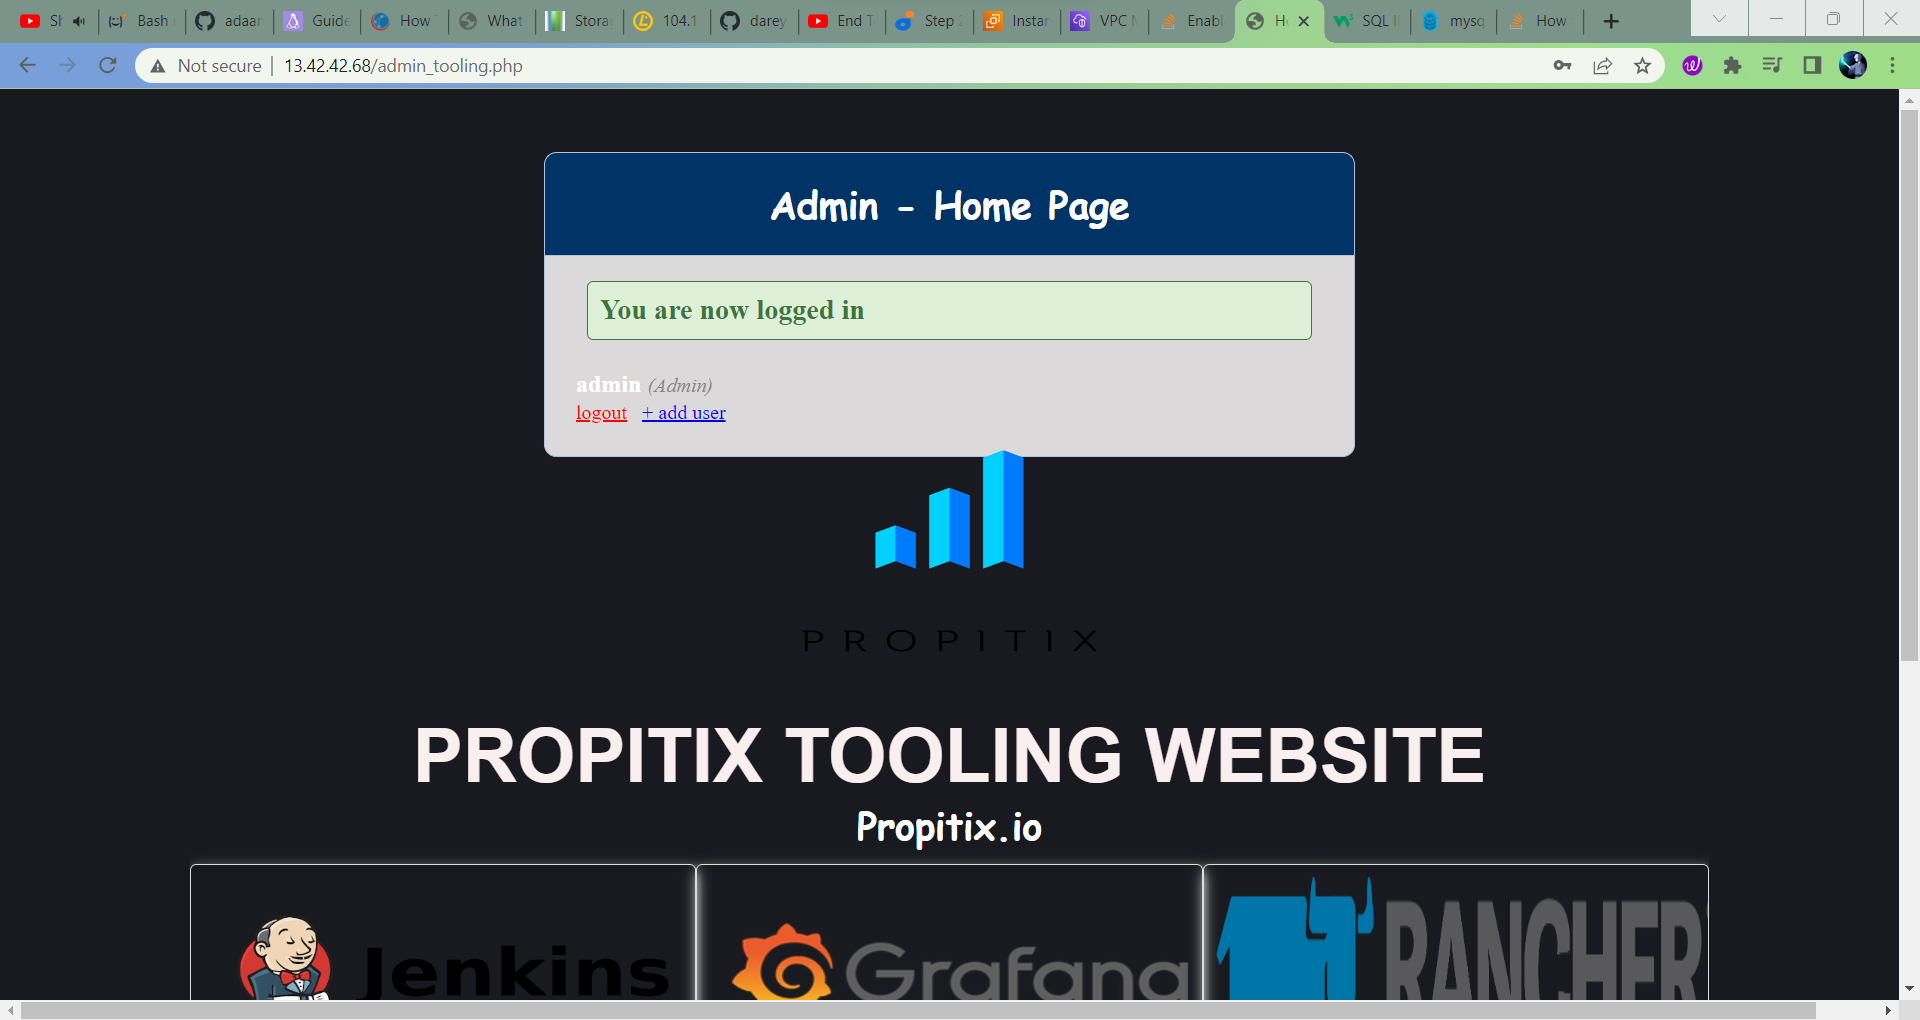 Sh
Bash
adaar
Guide
How
What
Stora
104.1
darey
End T
Step 2
Instar
VPC M
Enabl
H
SQL I
mysq
How
Not secure
13.42.42.68/admin_tooling.php
Admin - Home Page
You are now logged in
admin (Admin)
logout + add user
PROPITIX
PROPITIX TOOLING WEBSITE
Propitix.io
Jenkins
Grafana
RANCHER